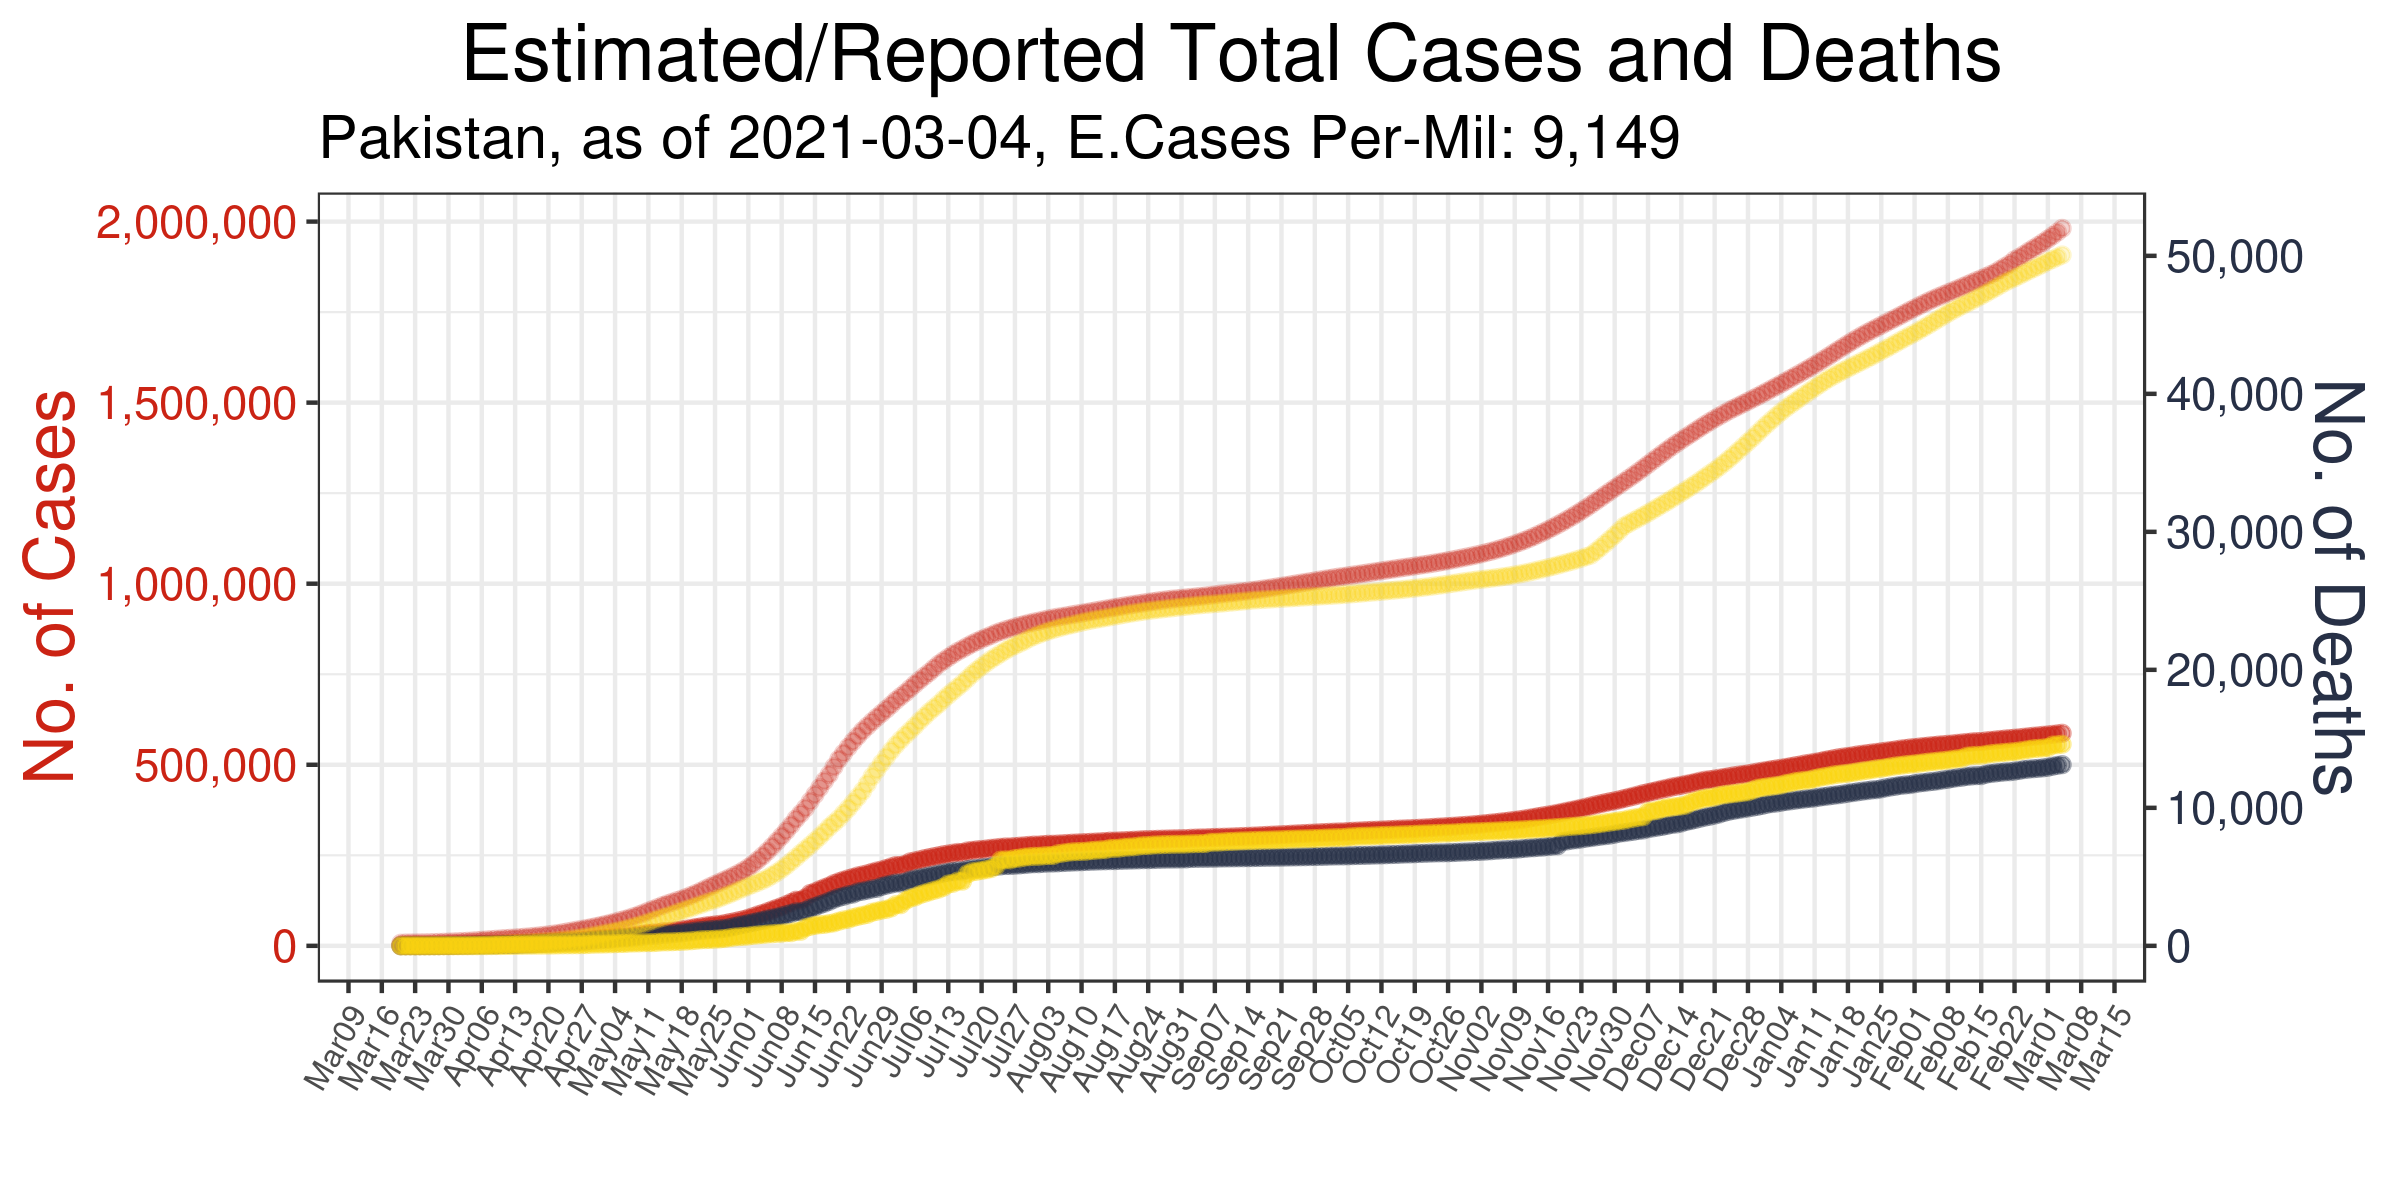 Estimated/Reported Total Cases and Deaths
Pakistan, as of 2021-03-04, E.Cases Per-Mil: 9,149
No. of Cases
2,000,000
1,500,000
1,000,000
500,000
0
50,000
40,000
30,000
20,000
10,000
0
No. of Deaths
Mar09
Mar16
Mar23
Mar30
Apr06
Apr13
Apr20
Apr27
May04
May11
May18
May25
Jun01
Jun08
Jun15
Jun22
Jun29
Jul06
Jul13
Jul20
Jul27
Aug03
Aug10
Aug17
Aug24
Aug31
Sep07
Sep14
Sep21
Sep28
Oct05
Oct12
Oct19
Oct26
Nov02
Nov09
Nov16
Nov23
Nov30
Dec07
Dec14
Dec21
Dec28
Jan04
Jan11
Jan18
Jan25
Feb01
Feb08
Feb15
Feb22
Mar01
Mar08
Mar15